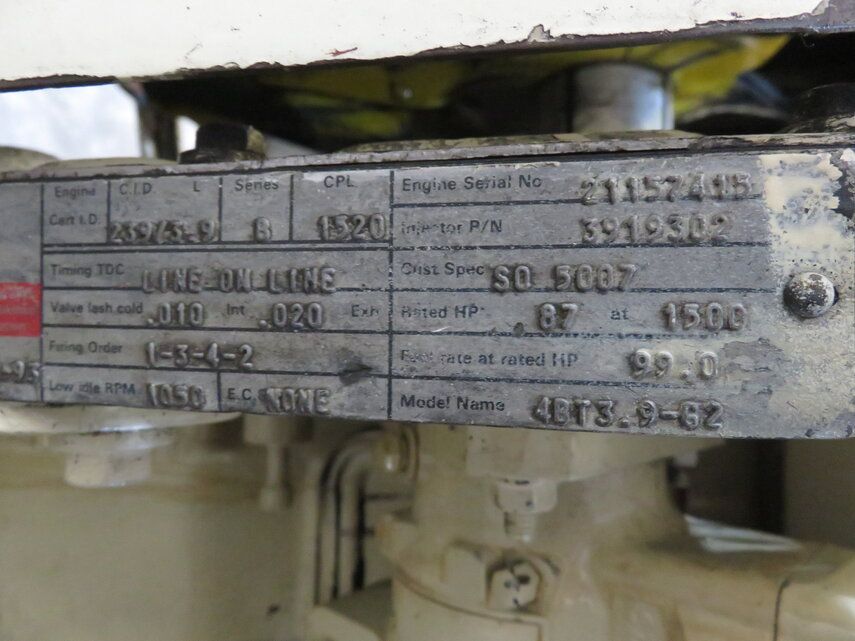 Engine C.I.D. L Series CPL
Cert I.D. 239/3.9 B 1520
Timing TDC LINE ON LINE
Valve lash cold .010 Int .020 Exh
Firing Order 1-3-4-2
Low idle RPM 1050 E.C. NONE
Engine Serial No 21157415
Injector P/N 3919302
Cust Spec SO 5007
Rated HP 87 at 1500
Fuel rate at rated HP 99.0
Model Name 4BT3.9-G2